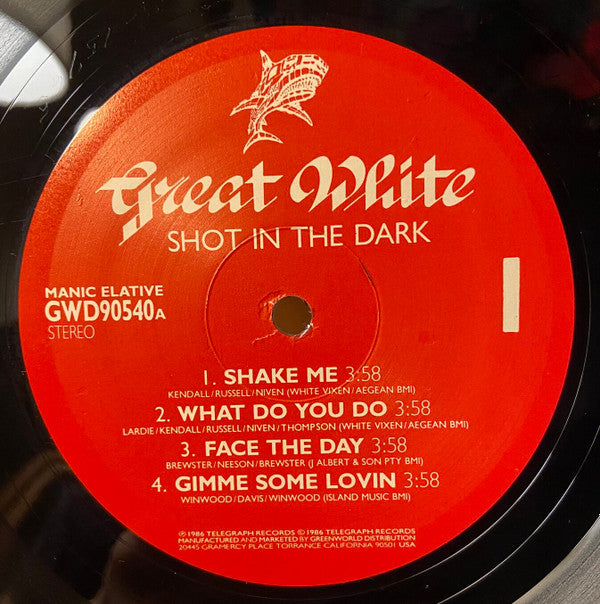 Great White
SHOT IN THE DARK
MANIC ELATIVE
GWD90540A
STEREO
1
1. SHAKE ME 3:58
KENDALL/RUSSELL/NIVEN (WHITE VIXEN/AEGEAN BMI)
2. WHAT DO YOU DO 3:58
LARDIE/KENDALL/RUSSELL/NIVEN/THOMPSON (WHITE VIXEN/AEGEAN BMI)
3. FACE THE DAY 3:58
BREWSTER/NEESON/BREWSTER (J ALBERT & SON PTY BMI)
4. GIMME SOME LOVIN 3:58
WINWOOD/DAVIS/WINWOOD (ISLAND MUSIC BMI)
℗1986 TELEGRAPH RECORDS ©1986 TELEGRAPH RECORDS
MANUFACTURED AND MARKETED BY GREENWORLD DISTRIBUTION
20445 GRAMERCY PLACE TORRANCE CALIFORNIA 90501 USA